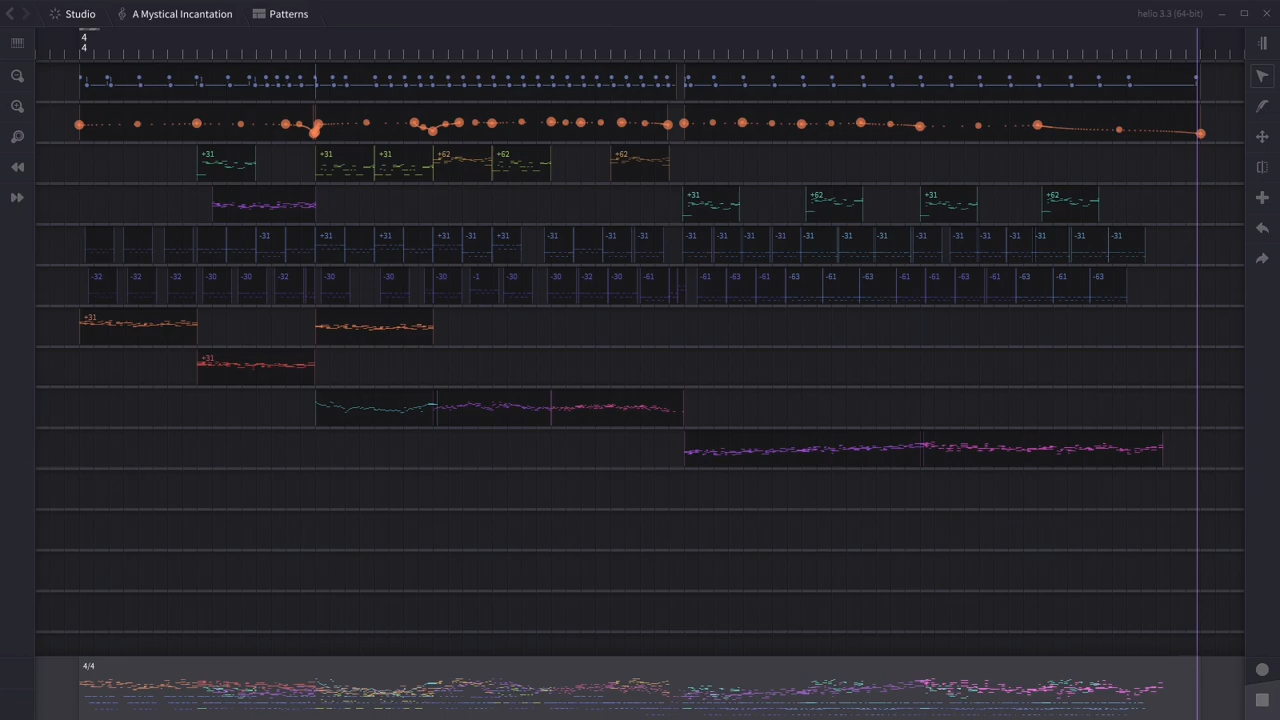 Studio A Mystical Incantation Patterns helio 3.3 (64-bit)
4
4
+31 +31 +31 +62 +62 +62
+31 +62 +31 +62
-31 +31 +31 +31 -31 +31 -31 -31 -31 -31 -31 -31 -31 -31 -31 -31 -31 -31 -31 -31 -31 -31
-32 -32 -32 -30 -30 -32 -30 -30 -30 -1 -30 -30 -32 -30 -61 -61 -63 -61 -63 -61 -63 -61 -61 -63 -61 -63 -61 -63
+31
+31
4/4